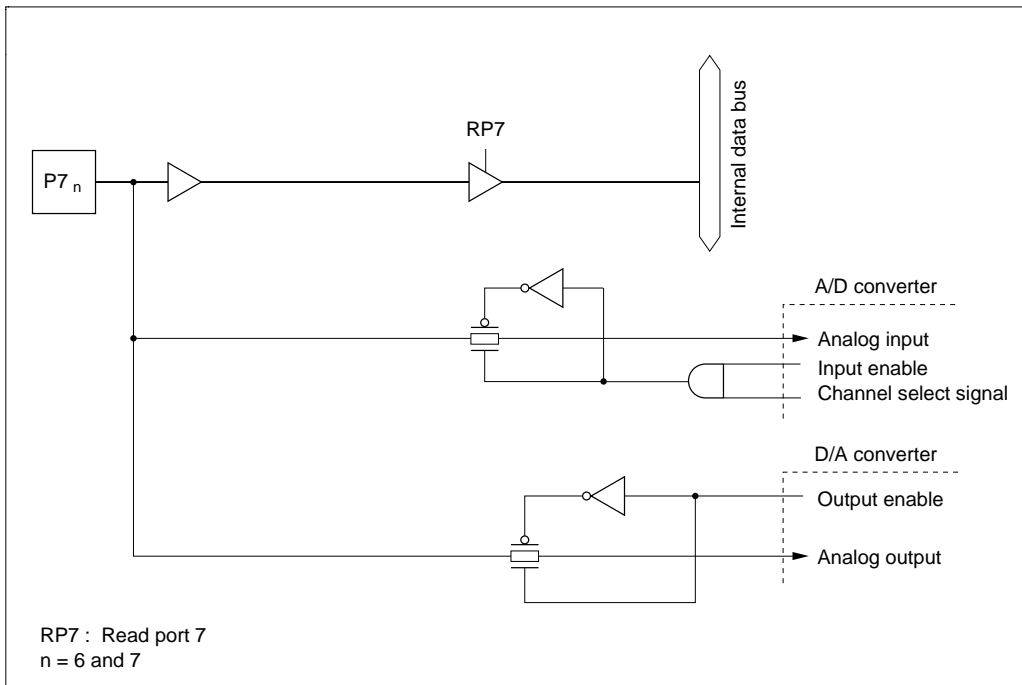 RP7
P7 n
Internal data bus
A/D converter
Analog input
Input enable
Channel select signal
D/A converter
Output enable
Analog output
RP7 : Read port 7
n = 6 and 7